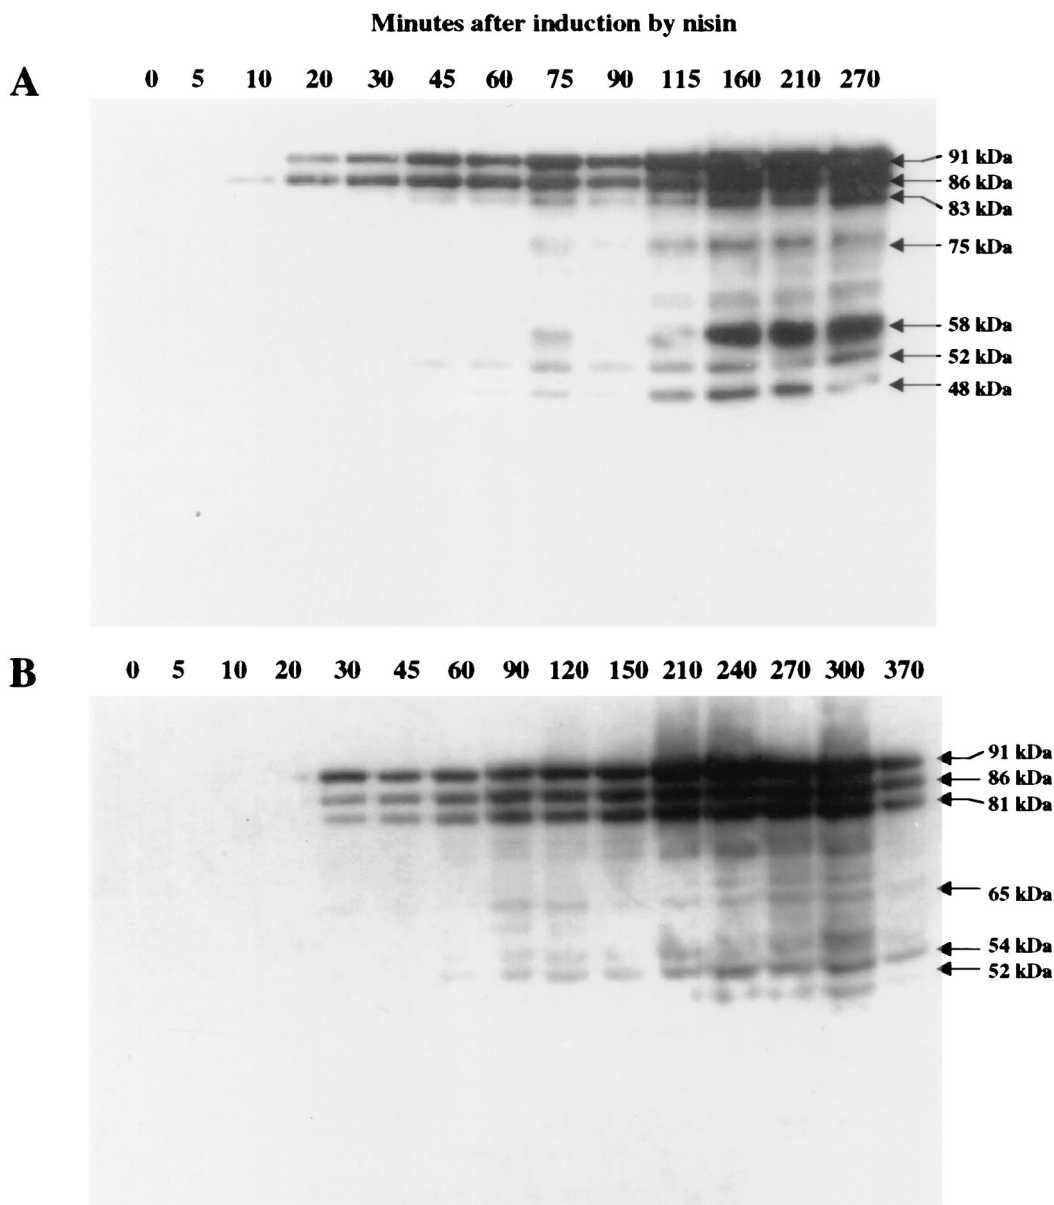 Minutes after induction by nisin
A 0 5 10 20 30 45 60 75 90 115 160 210 270
91 kDa
86 kDa
83 kDa
75 kDa
58 kDa
52 kDa
48 kDa
B 0 5 10 20 30 45 60 90 120 150 210 240 270 300 370
91 kDa
86 kDa
81 kDa
65 kDa
54 kDa
52 kDa